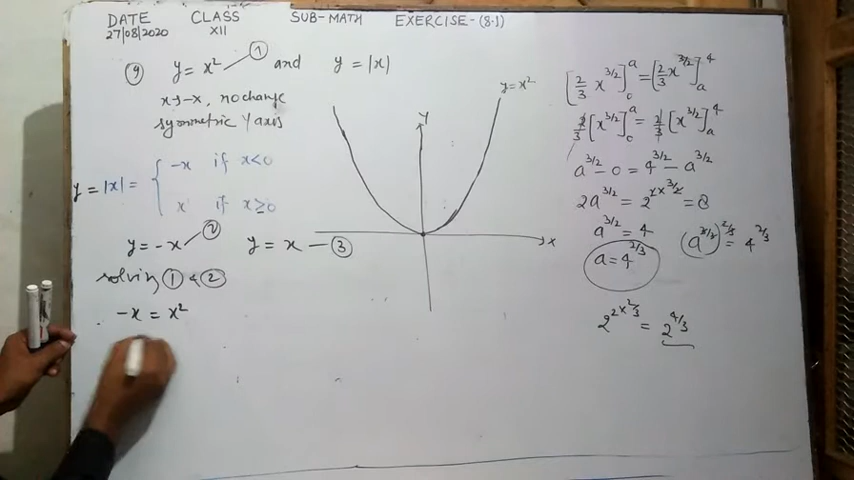 DATE CLASS SUB-MATH EXERCISE-(8.1)
27/08/2020 XII
⑨ y = x² — ① and y = |x|
x→-x, no change
symmetric Y axis
y = |x| = { -x if x<0
x if x≥0
y = -x — ② y = x — ③
solving ① & ②
-x = x²
y = x²
Y
x
[2/3 x^3/2]₀^a = [2/3 x^3/2]_a^4
2/3 [x^3/2]₀^a = 2/3 [x^3/2]_a^4
a^3/2 - 0 = 4^3/2 - a^3/2
2a^3/2 = 2^2×3/2 = 8
a^3/2 = 4
(a^3/2)^2/3 = 4^2/3
a = 4^2/3
2^2×2/3 = 2^4/3